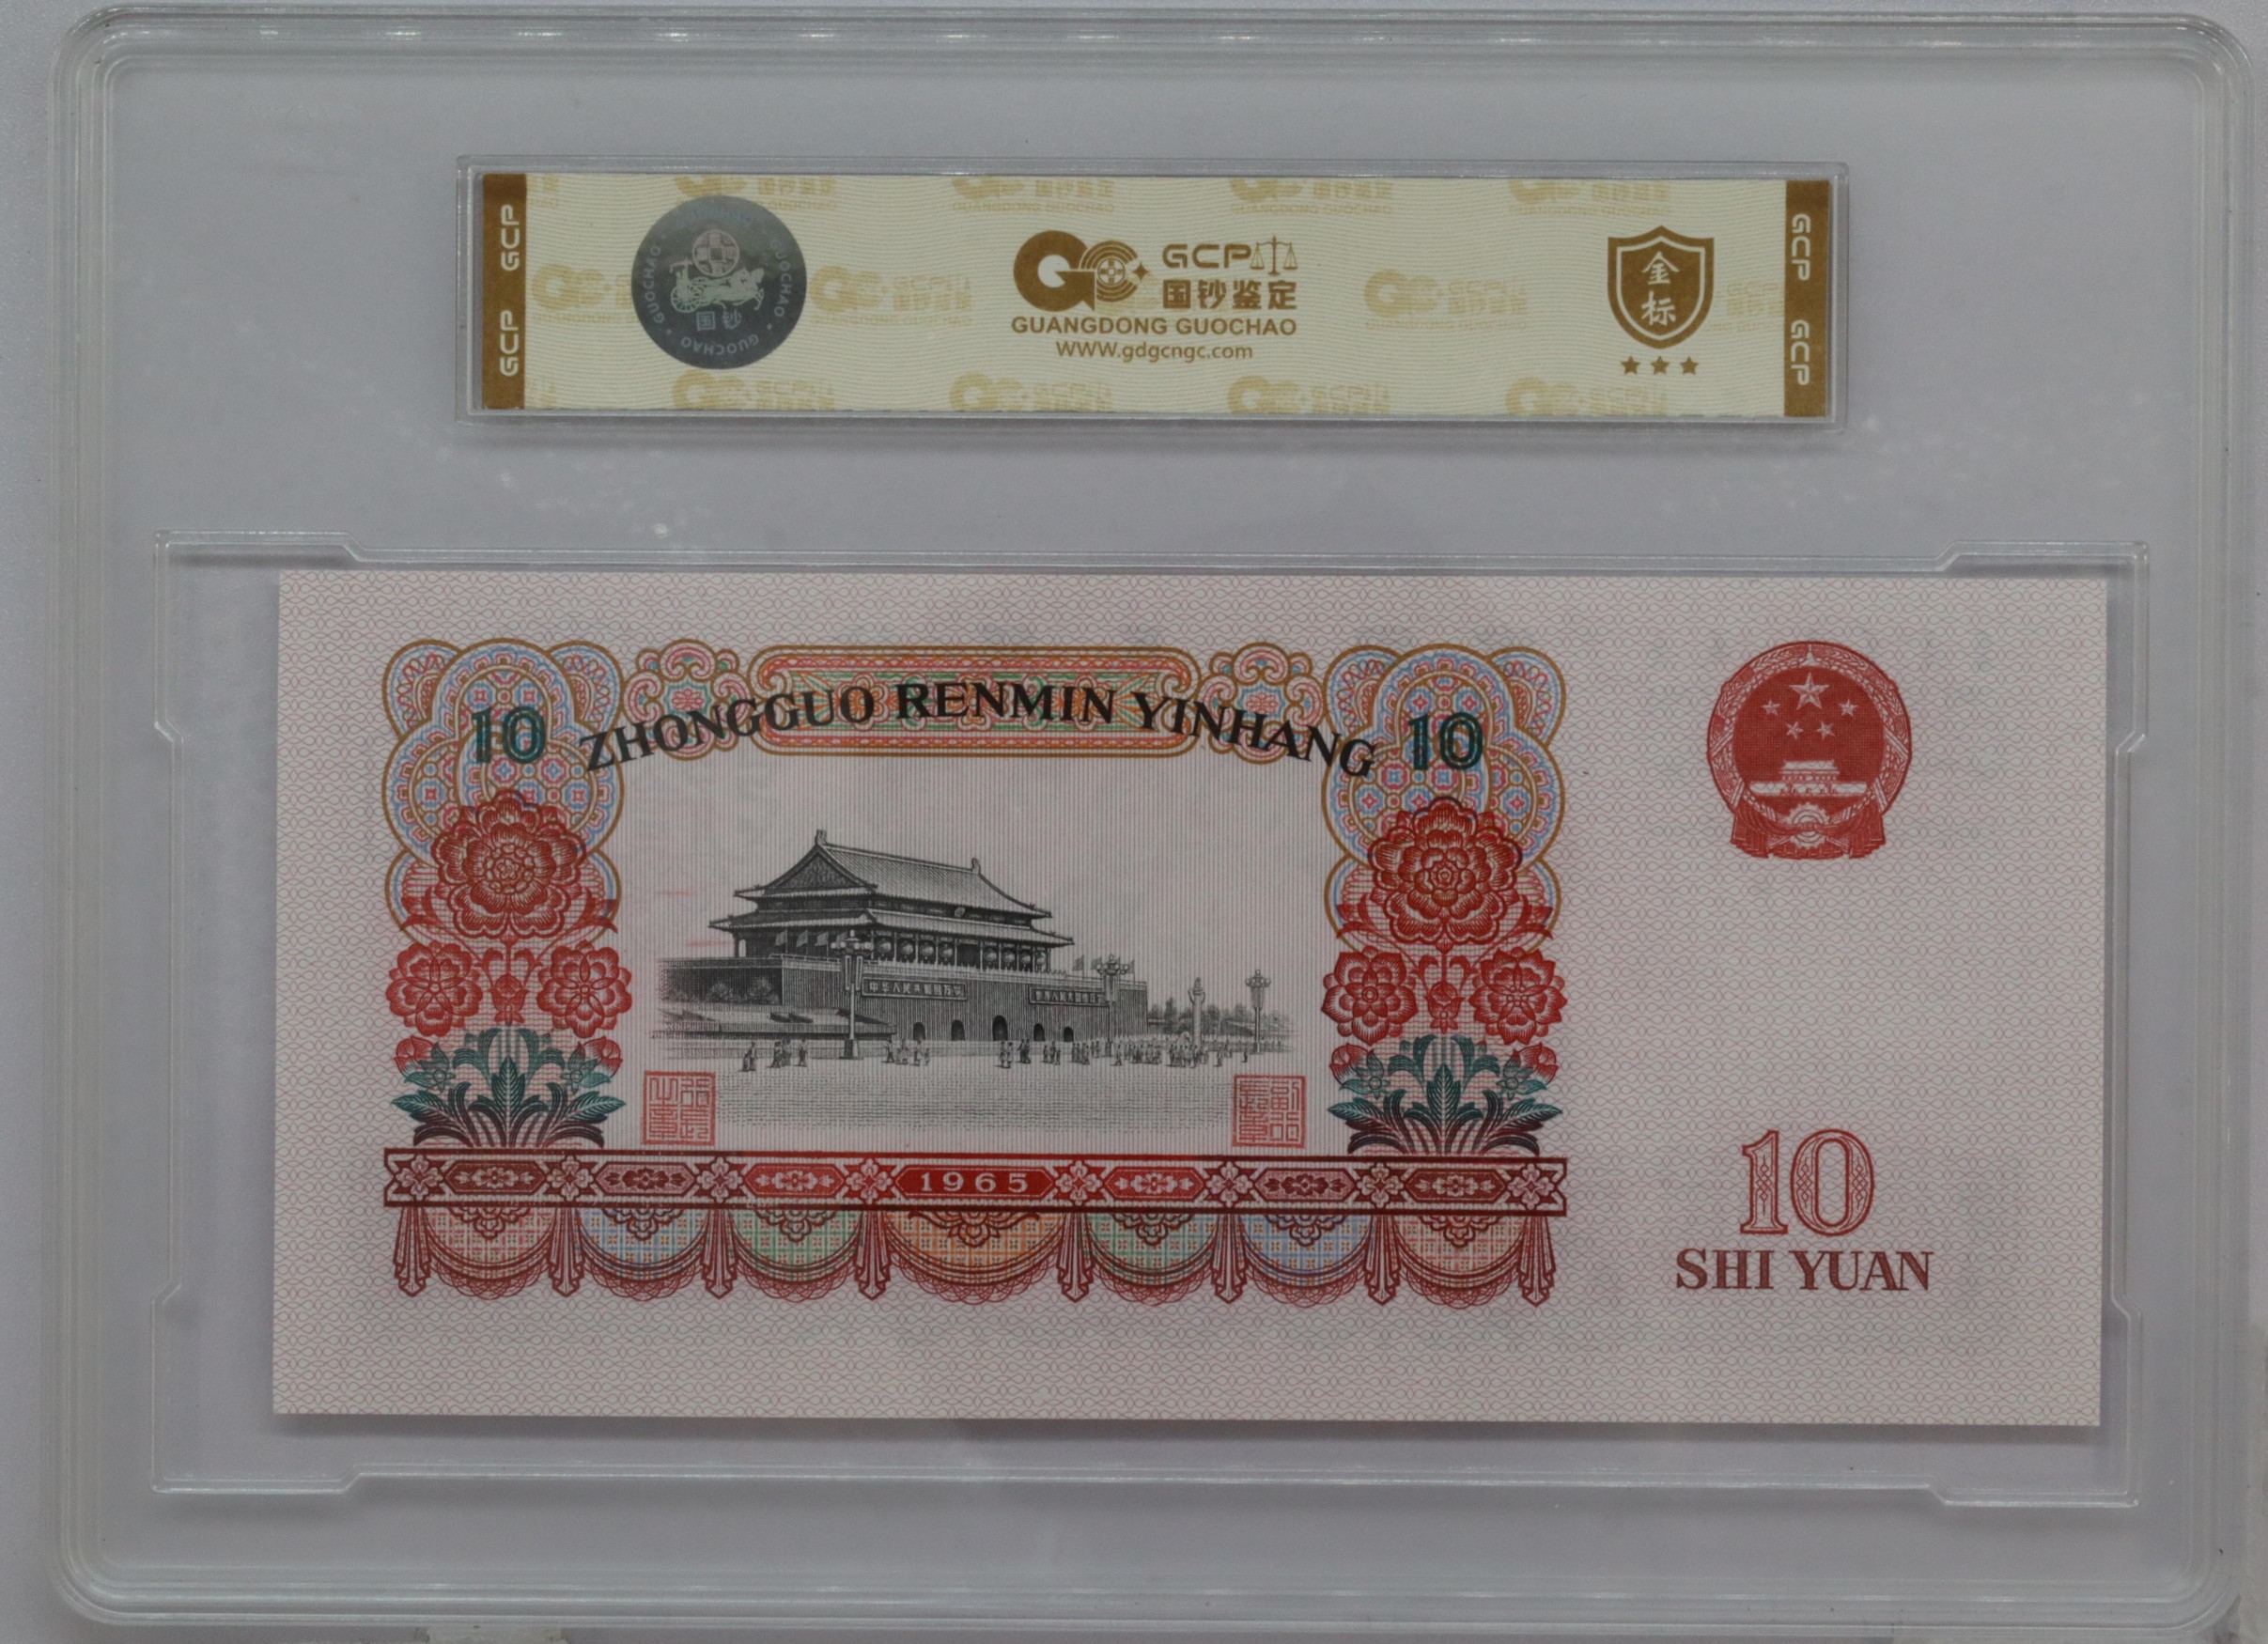 GCP GCP
GUOCHAO
国钞
GCP
国钞鉴定
GUANGDONG GUOCHAO
www.gdgcngc.com
金标
GCP GCP
ZHONGGUO RENMIN YINHANG
10
10
1965
10
SHI YUAN